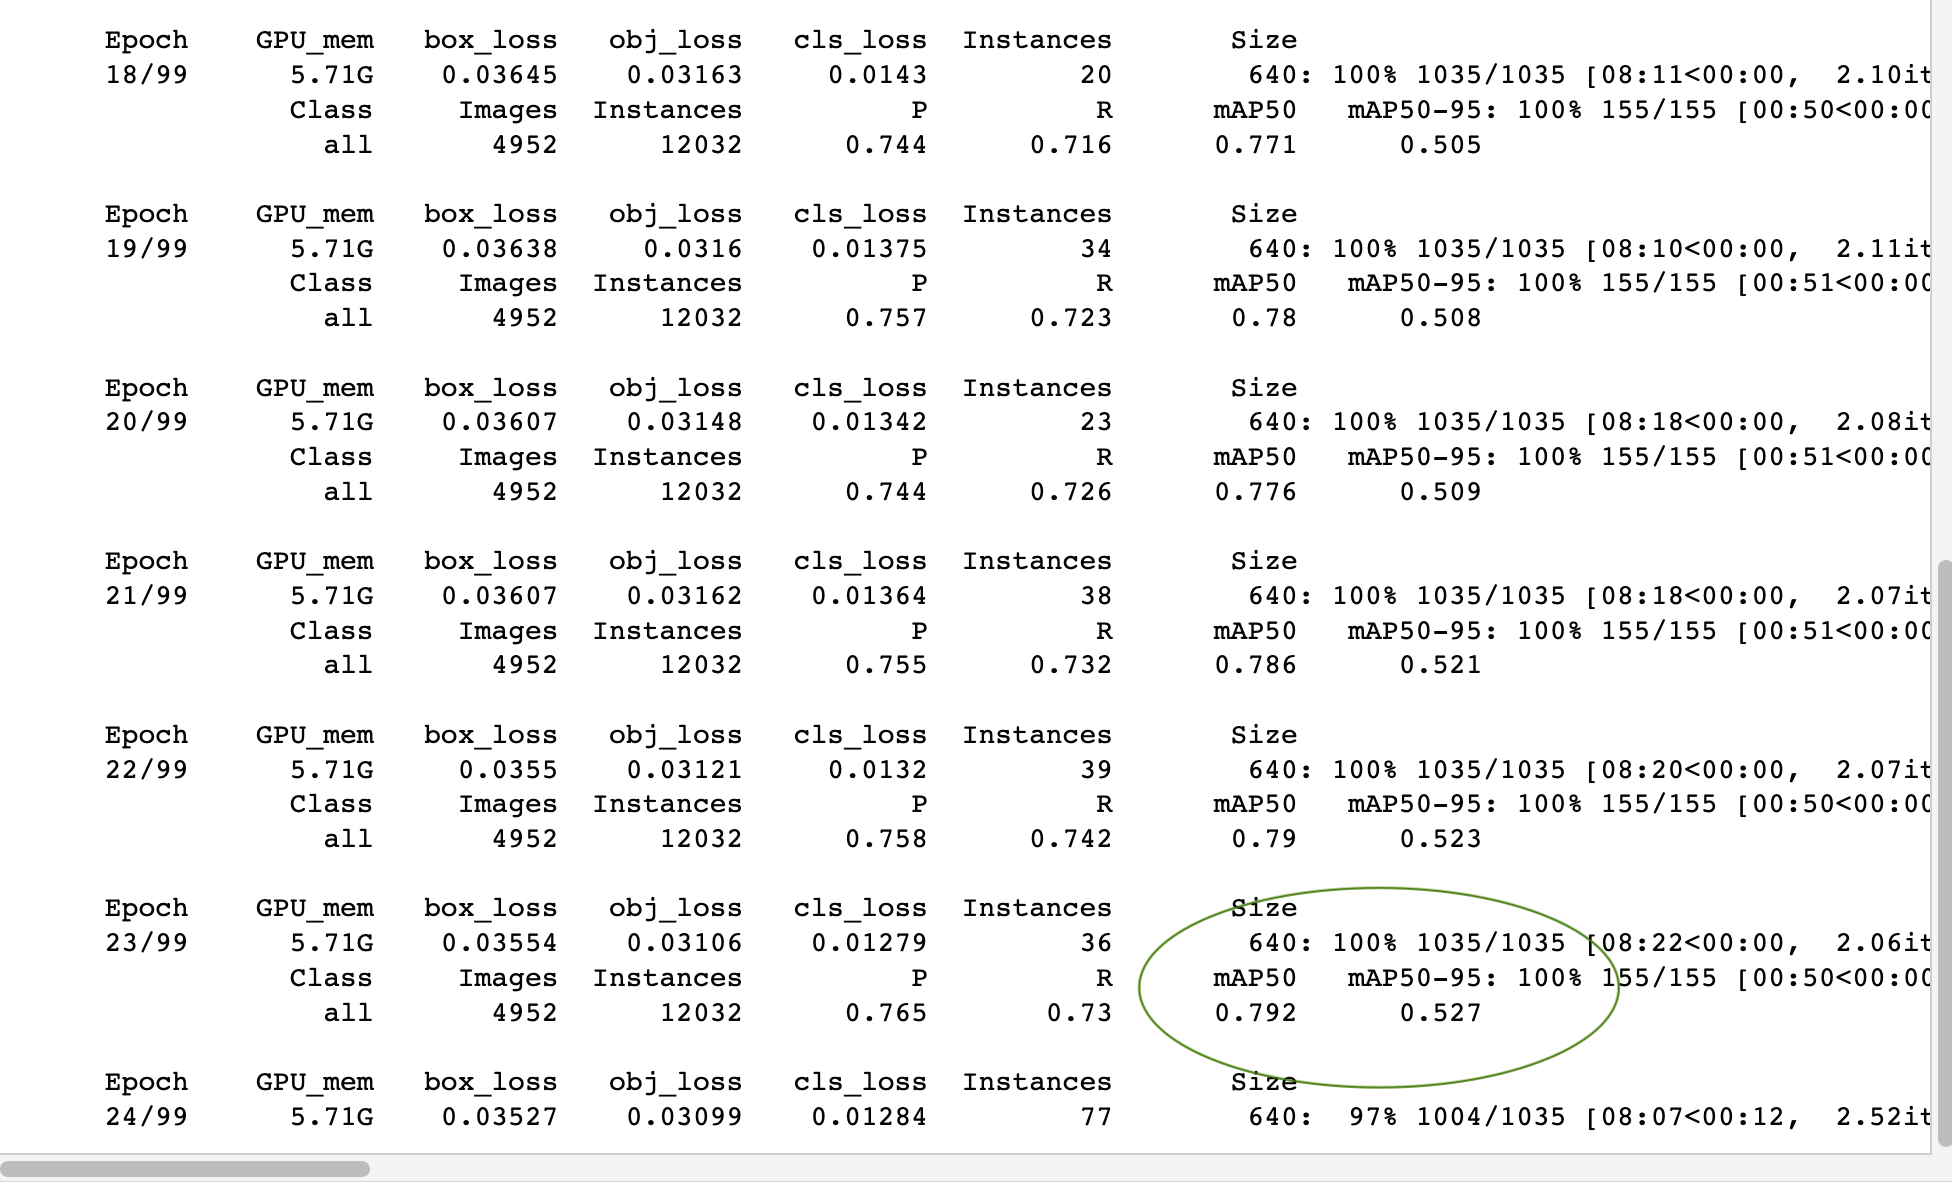 Epoch GPU_mem box_loss obj_loss cls_loss Instances Size
18/99 5.71G 0.03645 0.03163 0.0143 20 640: 100% 1035/1035 [08:11<00:00, 2.10it
Class Images Instances P R mAP50 mAP50-95: 100% 155/155 [00:50<00:00
all 4952 12032 0.744 0.716 0.771 0.505
Epoch GPU_mem box_loss obj_loss cls_loss Instances Size
19/99 5.71G 0.03638 0.0316 0.01375 34 640: 100% 1035/1035 [08:10<00:00, 2.11it
Class Images Instances P R mAP50 mAP50-95: 100% 155/155 [00:51<00:00
all 4952 12032 0.757 0.723 0.78 0.508
Epoch GPU_mem box_loss obj_loss cls_loss Instances Size
20/99 5.71G 0.03607 0.03148 0.01342 23 640: 100% 1035/1035 [08:18<00:00, 2.08it
Class Images Instances P R mAP50 mAP50-95: 100% 155/155 [00:51<00:00
all 4952 12032 0.744 0.726 0.776 0.509
Epoch GPU_mem box_loss obj_loss cls_loss Instances Size
21/99 5.71G 0.03607 0.03162 0.01364 38 640: 100% 1035/1035 [08:18<00:00, 2.07it
Class Images Instances P R mAP50 mAP50-95: 100% 155/155 [00:51<00:00
all 4952 12032 0.755 0.732 0.786 0.521
Epoch GPU_mem box_loss obj_loss cls_loss Instances Size
22/99 5.71G 0.0355 0.03121 0.0132 39 640: 100% 1035/1035 [08:20<00:00, 2.07it
Class Images Instances P R mAP50 mAP50-95: 100% 155/155 [00:50<00:00
all 4952 12032 0.758 0.742 0.79 0.523
Epoch GPU_mem box_loss obj_loss cls_loss Instances Size
23/99 5.71G 0.03554 0.03106 0.01279 36 640: 100% 1035/1035 [08:22<00:00, 2.06it
Class Images Instances P R mAP50 mAP50-95: 100% 155/155 [00:50<00:00
all 4952 12032 0.765 0.73 0.792 0.527
Epoch GPU_mem box_loss obj_loss cls_loss Instances Size
24/99 5.71G 0.03527 0.03099 0.01284 77 640: 97% 1004/1035 [08:07<00:12, 2.52it